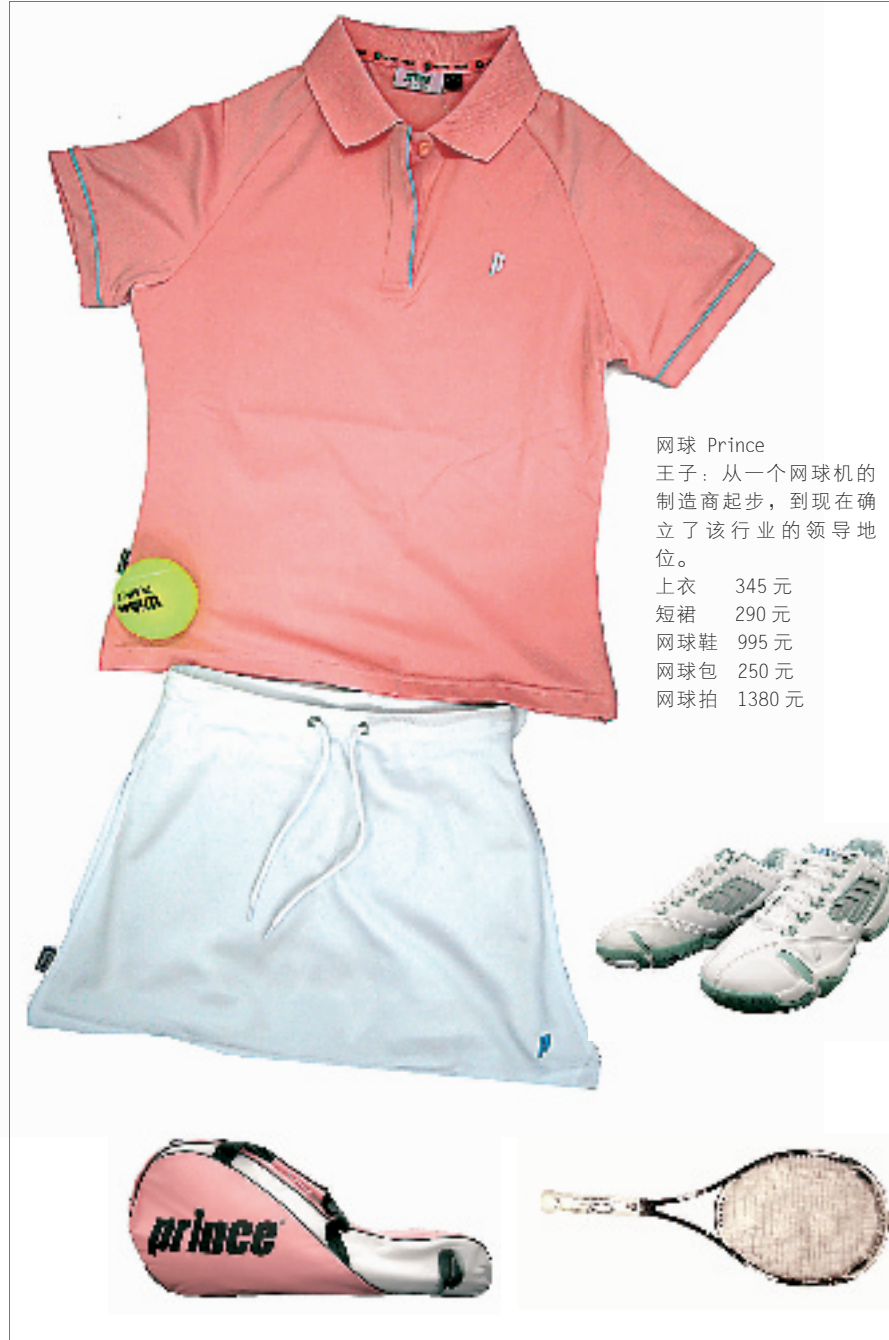 网球 Prince
王子：从一个网球机的
制造商起步，到现在确
立了该行业的领导地
位。
上衣 345 元
短裙 290 元
网球鞋 995 元
网球包 250 元
网球拍 1380 元
prince